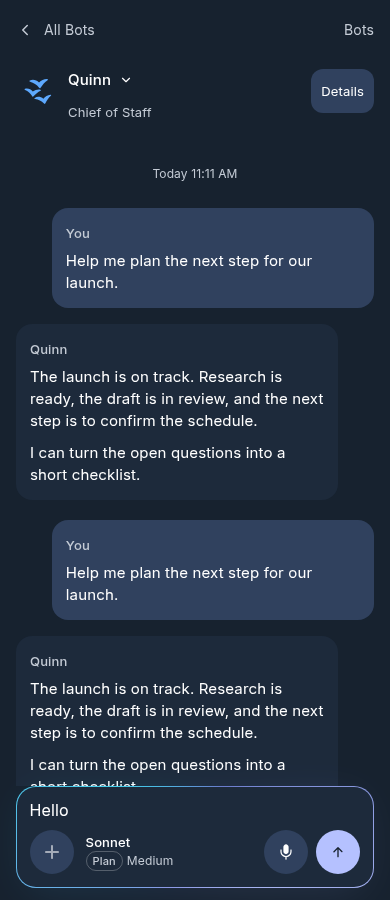 All Bots
Bots
Quinn
Chief of Staff
Details
Today 11:11 AM
You
Help me plan the next step for our
launch.
Quinn
The launch is on track. Research is
ready, the draft is in review, and the next
step is to confirm the schedule.
I can turn the open questions into a
short checklist.
You
Help me plan the next step for our
launch.
Quinn
The launch is on track. Research is
ready, the draft is in review, and the next
step is to confirm the schedule.
I can turn the open questions into a
short checklist.
Hello
Sonnet
Plan Medium